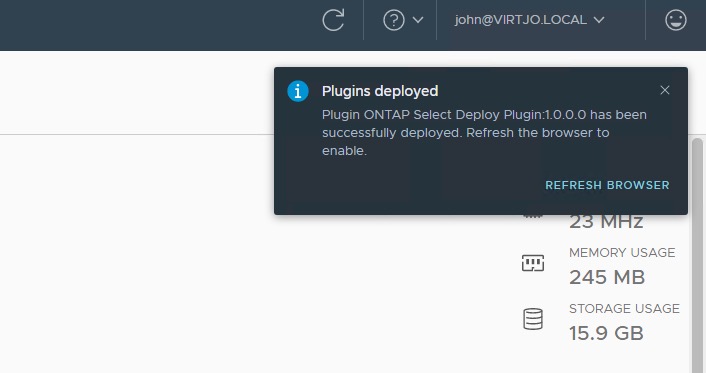 john@VIRTJO.LOCAL
Plugins deployed
Plugin ONTAP Select Deploy Plugin:1.0.0.0 has been
successfully deployed. Refresh the browser to
enable.
REFRESH BROWSER
23 MHz
MEMORY USAGE
245 MB
STORAGE USAGE
15.9 GB